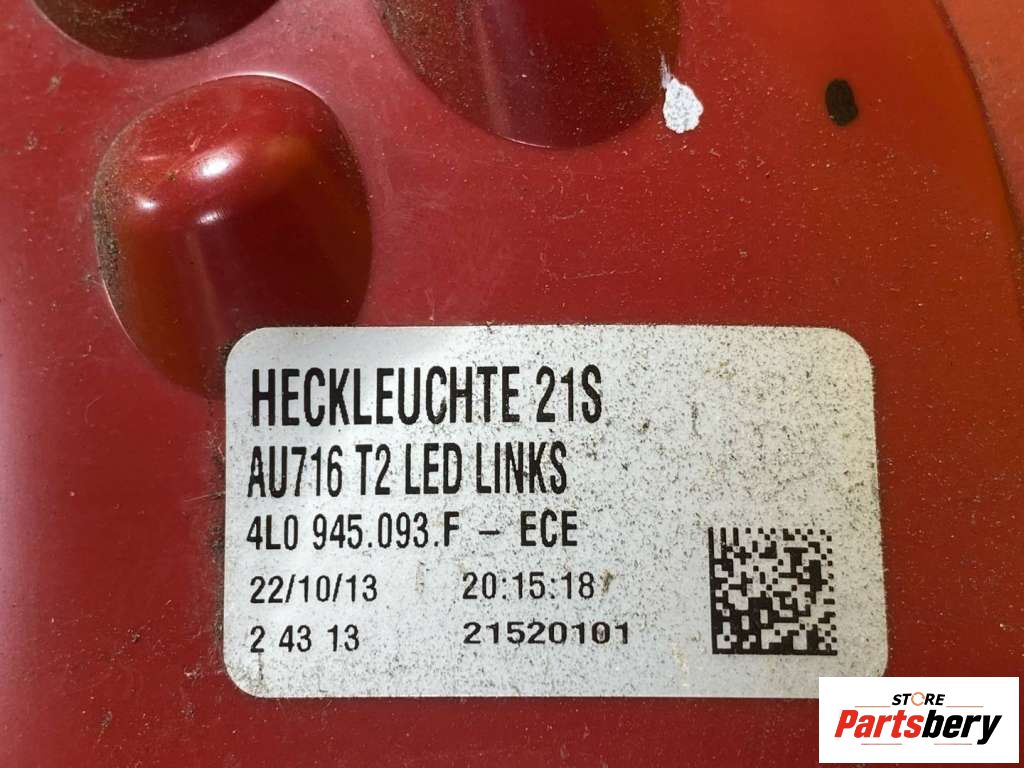 HECKLEUCHTE 21S
AU716 T2 LED LINKS
4L0 945.093.F - ECE
22/10/13 20:15:18
2 43 13 21520101
STORE
Partsbery